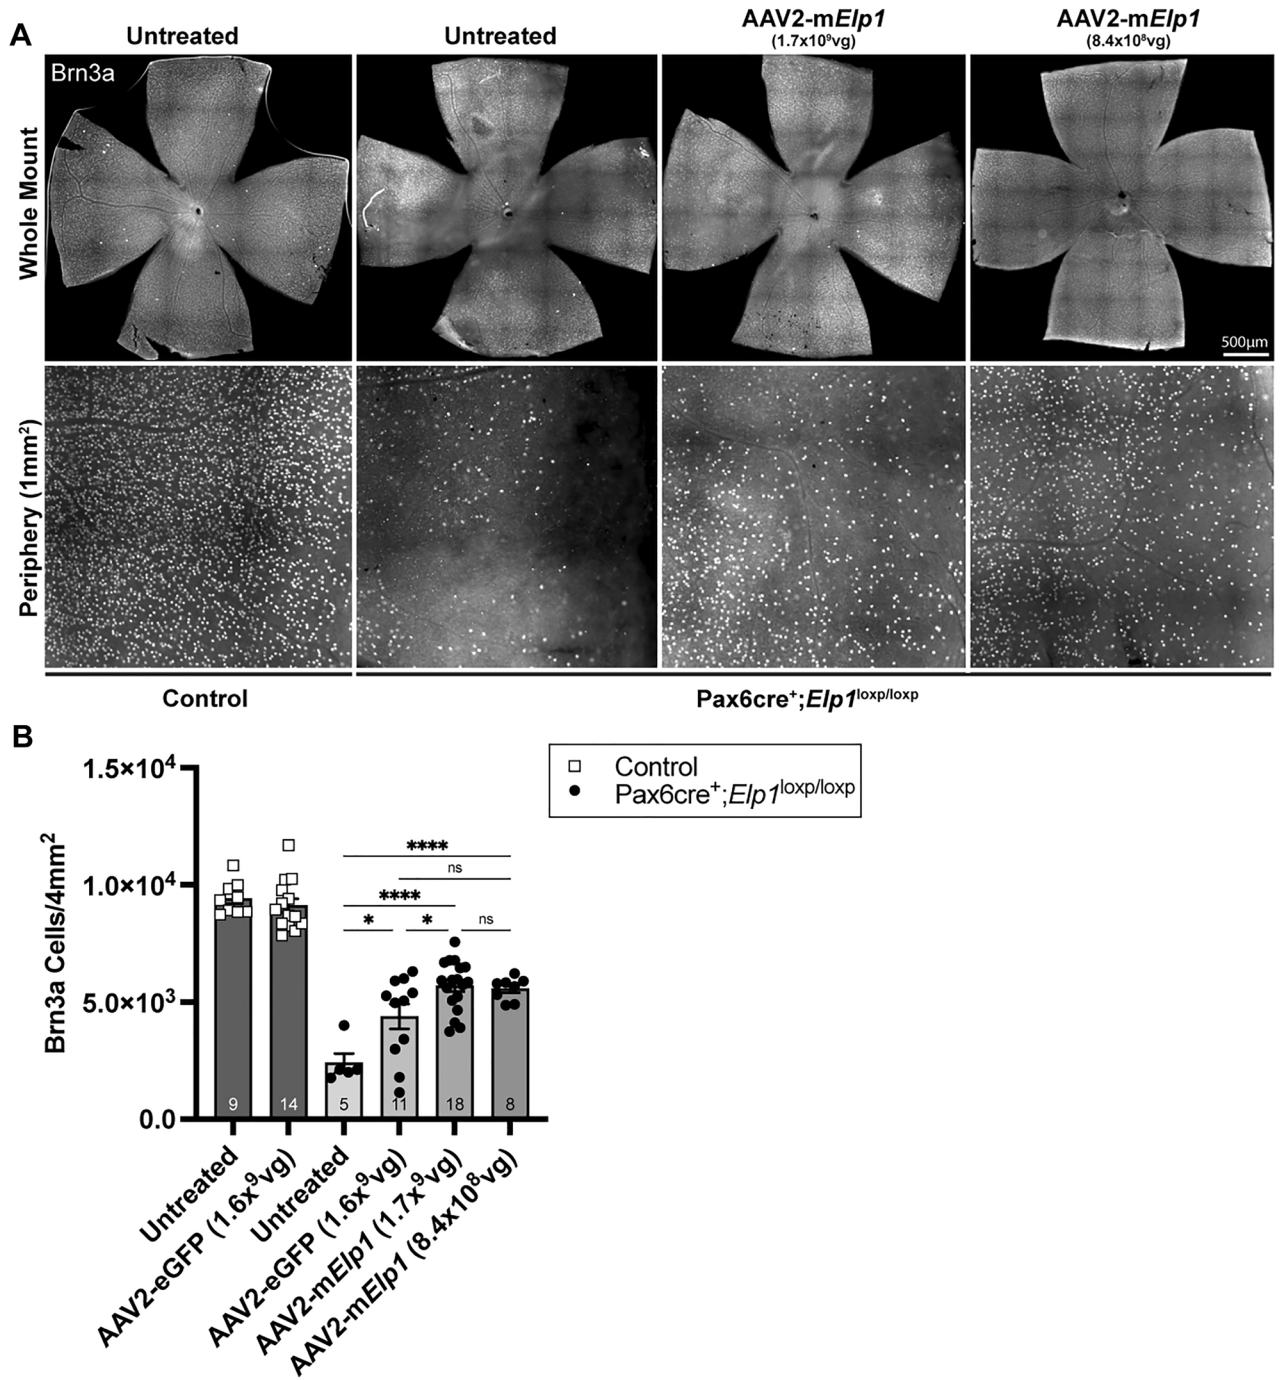 A
Untreated
Untreated
AAV2-mElp1
(1.7x10⁹vg)
AAV2-mElp1
(8.4x10⁸vg)
Brn3a
Whole Mount
500µm
Periphery (1mm²)
Control
Pax6cre⁺;Elp1ˡᵒˣᵖ/ˡᵒˣᵖ
B
Control
Pax6cre⁺;Elp1ˡᵒˣᵖ/ˡᵒˣᵖ
Brn3a Cells/4mm²
1.5×10⁴
1.0×10⁴
5.0×10³
0.0
****
ns
****
*
*
ns
9
14
5
11
18
8
Untreated
AAV2-eGFP (1.6x⁹vg)
Untreated
AAV2-eGFP (1.6x⁹vg)
AAV2-mElp1 (1.7x⁹vg)
AAV2-mElp1 (8.4x10⁸vg)